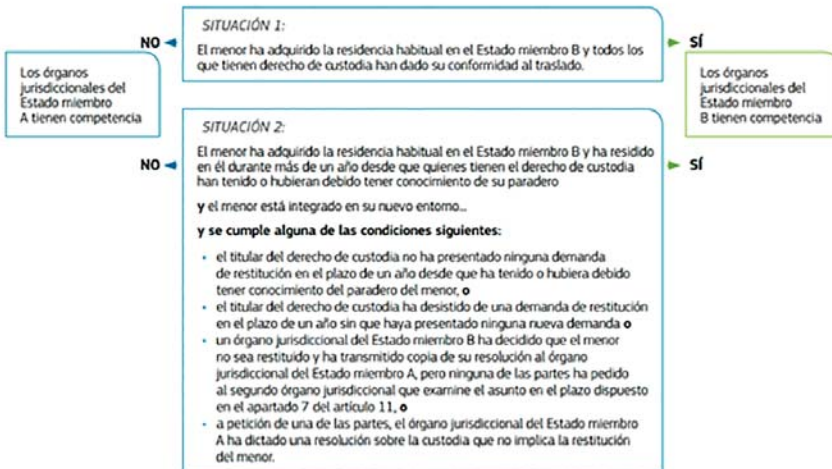 SITUACIÓN 1:
NO
SÍ
El menor ha adquirido la residencia habitual en el Estado miembro B y todos los
que tienen derecho de custodia han dado su conformidad al traslado.
Los órganos
jurisdiccionales del
Estado miembro
A tienen competencia
Los órganos
jurisdiccionales del
Estado miembro
B tienen competencia
SITUACIÓN 2:
NO
SÍ
El menor ha adquirido la residencia habitual en el Estado miembro B y ha residido
en él durante más de un año desde que quienes tienen el derecho de custodia
han tenido o hubieran debido tener conocimiento de su paradero
y el menor está integrado en su nuevo entorno...
y se cumple alguna de las condiciones siguientes:
• el titular del derecho de custodia no ha presentado ninguna demanda
de restitución en el plazo de un año desde que ha tenido o hubiera debido
tener conocimiento del paradero del menor, o
• el titular del derecho de custodia ha desistido de una demanda de restitución
en el plazo de un año sin que haya presentado ninguna nueva demanda o
• un órgano jurisdiccional del Estado miembro B ha decidido que el menor
no sea restituido y ha transmitido copia de su resolución al órgano
jurisdiccional del Estado miembro A, pero ninguna de las partes ha pedido
al segundo órgano jurisdiccional que examine el asunto en el plazo dispuesto
en el apartado 7 del artículo 11, o
• a petición de una de las partes, el órgano jurisdiccional del Estado miembro
A ha dictado una resolución sobre la custodia que no implica la restitución
del menor.